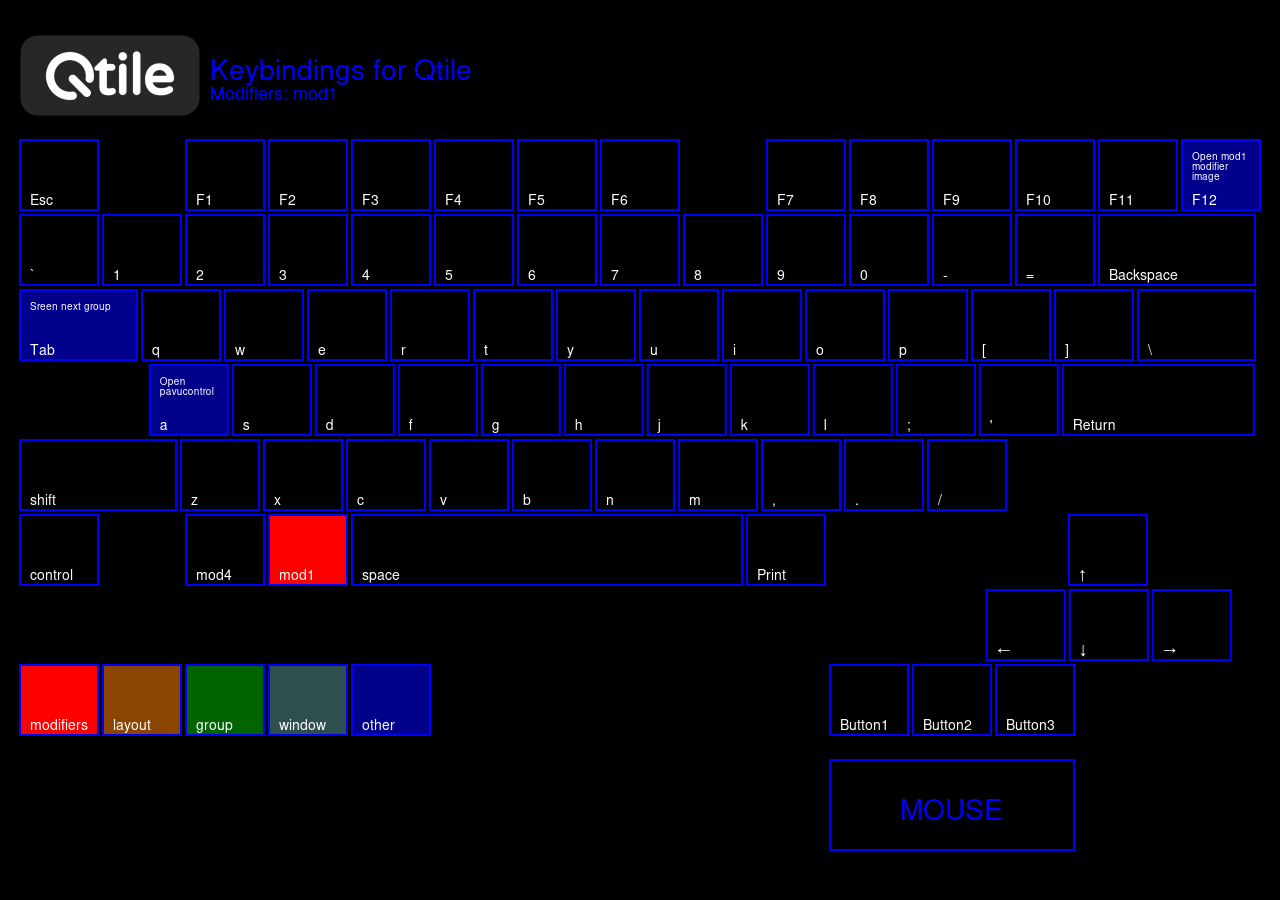 Qtile
Keybindings for Qtile
Modifiers: mod1
Esc
F1
F2
F3
F4
F5
F6
F7
F8
F9
F10
F11
Open mod1
modifier
image
F12
`
1
2
3
4
5
6
7
8
9
0
-
=
Backspace
Sreen next group
Tab
q
w
e
r
t
y
u
i
o
p
[
]
\
Open
pavucontrol
a
s
d
f
g
h
j
k
l
;
'
Return
shift
z
x
c
v
b
n
m
,
.
/
control
mod4
mod1
space
Print
↑
←
↓
→
modifiers
layout
group
window
other
Button1
Button2
Button3
MOUSE